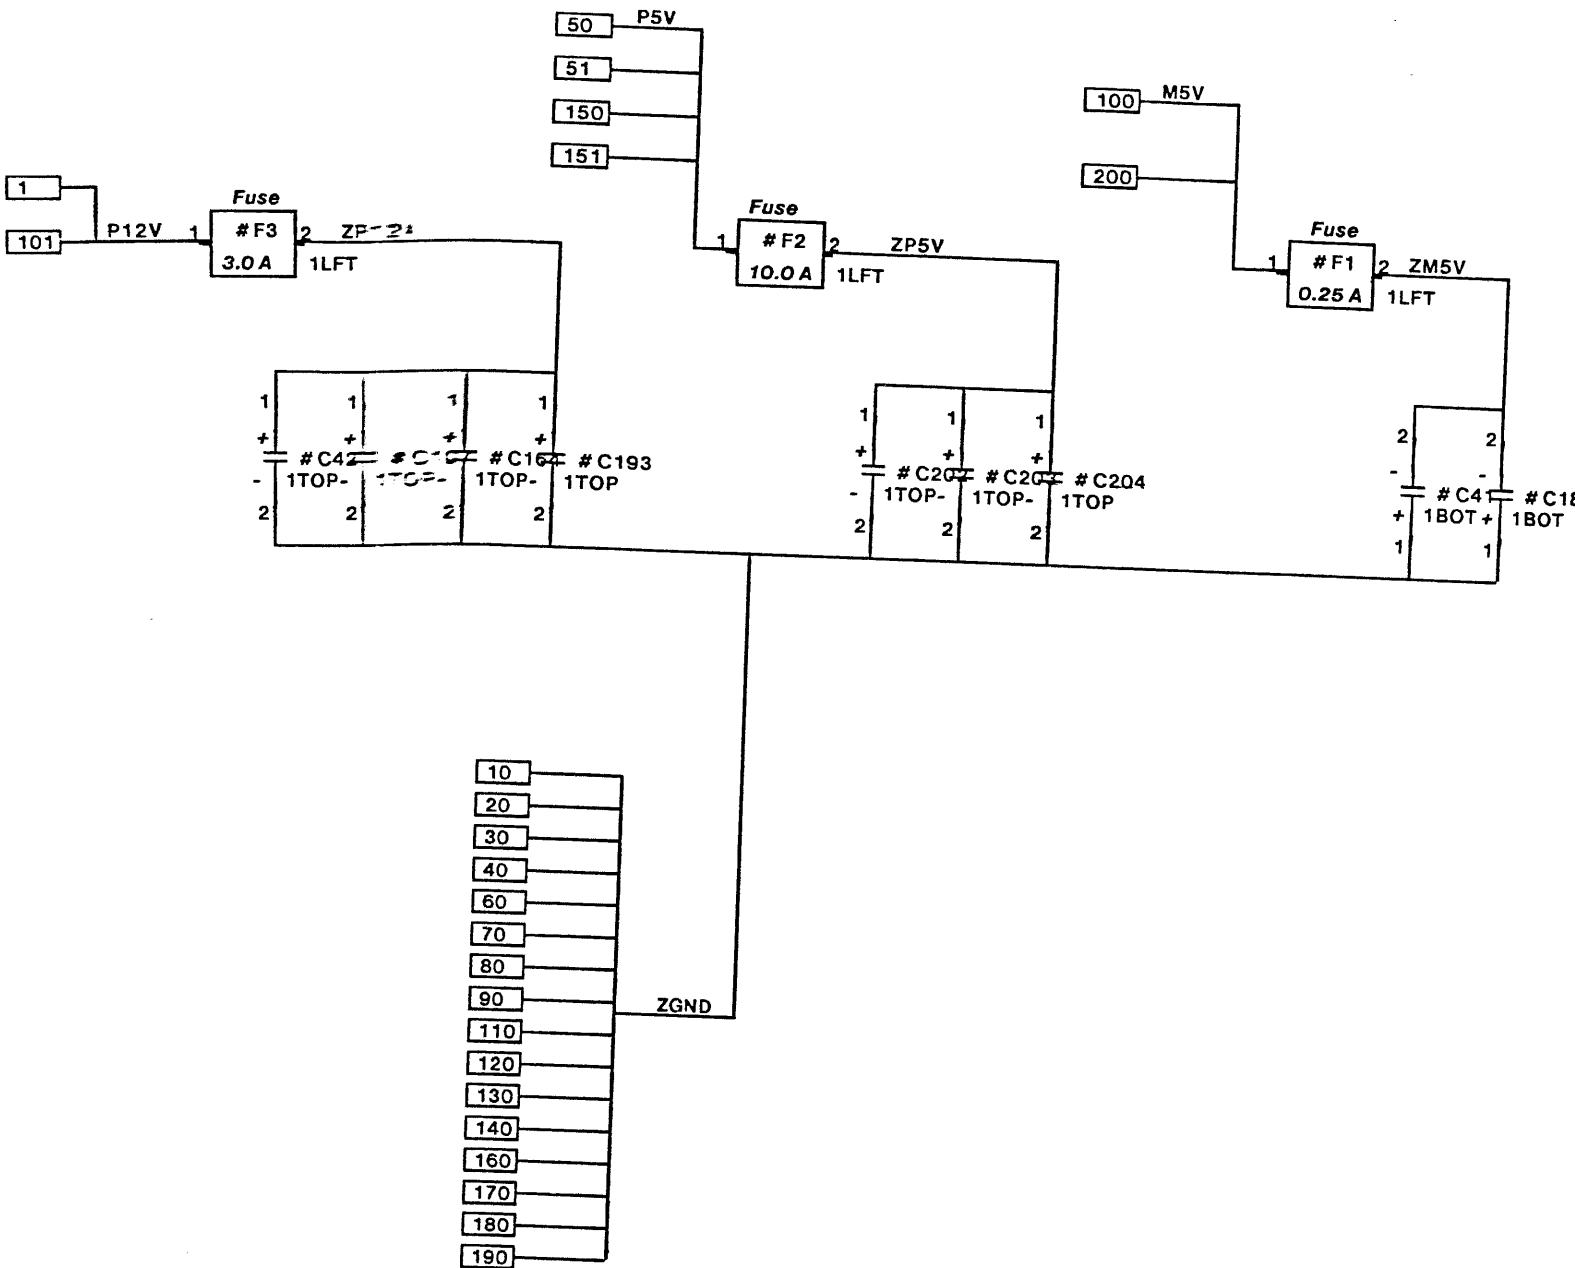 50 P5V
51
150
151
100 M5V
200
1
101 P12V
Fuse
1 #F3 2
3.0 A 1LFT
Fuse
1 #F2 2 ZP5V
10.0 A 1LFT
Fuse
1 #F1 2 ZM5V
0.25 A 1LFT
1 1 1 1
+ + + +
#C193
- 1TOP- 1TOP- 1TOP- 1TOP
2 2 2 2
1 1 1
+ + +
#C204
- 1TOP- 1TOP- 1TOP
2 2 2
2 2
- -
#C41 #C18
+ 1BOT + 1BOT
1 1
10
20
30
40
60
70
80
90
ZGND
110
120
130
140
160
170
180
190